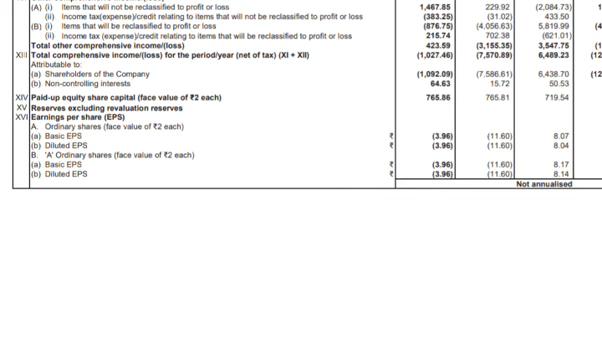 (A) (i) Items that will not be reclassified to profit or loss 1,467.85 229.92 (2,084.73) 1
(ii) Income tax(expense)/credit relating to items that will not be reclassified to profit or loss (383.25) (31.02) 433.50
(B) (i) Items that will be reclassified to profit or loss (876.75) (4,056.63) 5,819.99 (4
(ii) Income tax (expense)/credit relating to items that will be reclassified to profit or loss 215.74 702.38 (621.01)
Total other comprehensive income/(loss) 423.59 (3,155.35) 3,547.75 (1
XIII Total comprehensive income/(loss) for the period/year (net of tax) (XI + XII) (1,027.46) (7,570.89) 6,489.23 (12
Attributable to:
(a) Shareholders of the Company (1,092.09) (7,586.61) 6,438.70 (12
(b) Non-controlling interests 64.63 15.72 50.53
XIV Paid-up equity share capital (face value of ₹2 each) 765.86 765.81 719.54
XV Reserves excluding revaluation reserves
XVI Earnings per share (EPS)
A. Ordinary shares (face value of ₹2 each)
(a) Basic EPS ₹ (3.96) (11.60) 8.07
(b) Diluted EPS ₹ (3.96) (11.60) 8.04
B. 'A' Ordinary shares (face value of ₹2 each)
(a) Basic EPS ₹ (3.96) (11.60) 8.17
(b) Diluted EPS ₹ (3.96) (11.60) 8.14
Not annualised